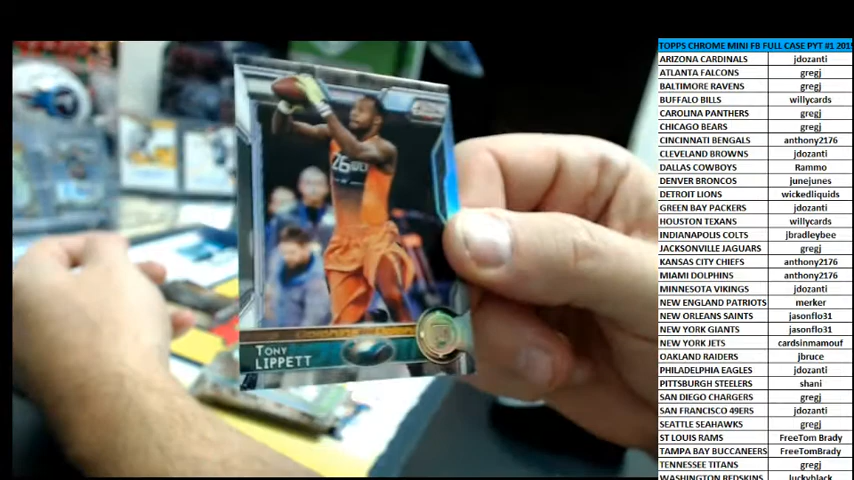 TOPPS CHROME MINI FB FULL CASE PYT #1 201
ARIZONA CARDINALS jdozanti
ATLANTA FALCONS gregj
BALTIMORE RAVENS gregj
BUFFALO BILLS willycards
CAROLINA PANTHERS gregj
CHICAGO BEARS gregj
CINCINNATI BENGALS anthony2176
CLEVELAND BROWNS jdozanti
DALLAS COWBOYS Rammo
DENVER BRONCOS junejunes
DETROIT LIONS wickedliquids
GREEN BAY PACKERS jdozanti
HOUSTON TEXANS willycards
INDIANAPOLIS COLTS jbradleybee
JACKSONVILLE JAGUARS gregj
KANSAS CITY CHIEFS anthony2176
MIAMI DOLPHINS anthony2176
MINNESOTA VIKINGS jdozanti
NEW ENGLAND PATRIOTS merker
NEW ORLEANS SAINTS jasonflo31
NEW YORK GIANTS jasonflo31
NEW YORK JETS cardsinmamouf
OAKLAND RAIDERS jbruce
PHILADELPHIA EAGLES jdozanti
PITTSBURGH STEELERS shani
SAN DIEGO CHARGERS gregj
SAN FRANCISCO 49ERS jdozanti
SEATTLE SEAHAWKS gregj
ST LOUIS RAMS FreeTom Brady
TAMPA BAY BUCCANEERS FreeTomBrady
TENNESSEE TITANS gregj
WASHINGTON REDSKINS luckyblack
26
TONY
LIPPETT